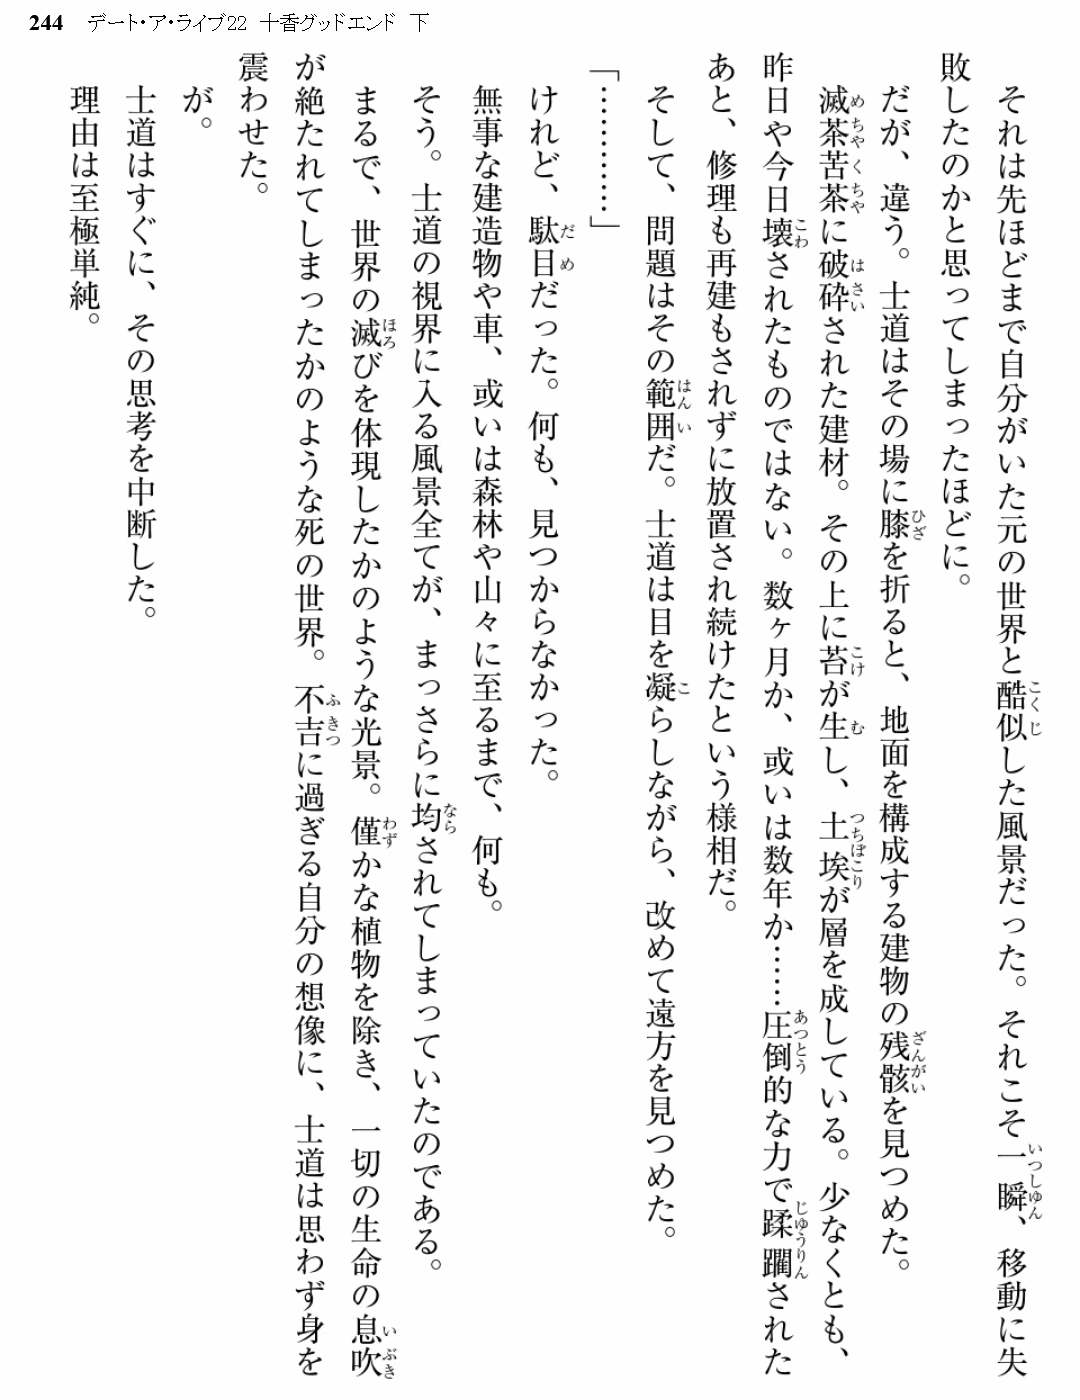 244 デート・ア・ライブ22 十香グッドエンド 下
それは先ほどまで自分がいた元の世界と酷似した風景だった。それこそ一瞬、移動に失
敗したのかと思ってしまったほどに。
だが、違う。士道はその場に膝を折ると、地面を構成する建物の残骸を見つめた。
滅茶苦茶に破砕された建材。その上に苔が生し、土埃が層を成している。少なくとも、
昨日や今日壊されたものではない。数ヶ月か、或いは数年か……圧倒的な力で蹂躙された
あと、修理も再建もされずに放置され続けたという様相だ。
そして、問題はその範囲だ。士道は目を凝らしながら、改めて遠方を見つめた。
「…………」
けれど、駄目だった。何も、見つからなかった。
無事な建造物や車、或いは森林や山々に至るまで、何も。
そう。士道の視界に入る風景全てが、まっさらに均されてしまっていたのである。
まるで、世界の滅びを体現したかのような光景。僅かな植物を除き、一切の生命の息吹
が絶たれてしまったかのような死の世界。不吉に過ぎる自分の想像に、士道は思わず身を
震わせた。
が。
士道はすぐに、その思考を中断した。
理由は至極単純。